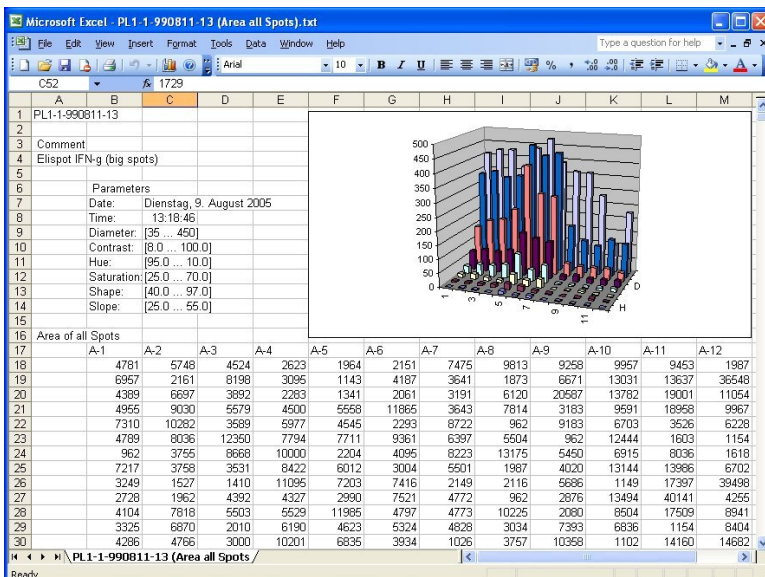 Microsoft Excel - PL1-1-990811-13 (Area all Spots).txt
File Edit View Insert Format Tools Data Window Help Type a question for help
Arial 10 B I U % ,
C52 fx 1729
A B C D E F G H I J K L M
1 PL1-1-990811-13
2
3 Comment
4 Elispot IFN-g (big spots)
5
6 Parameters
7 Date: Dienstag, 9. August 2005
8 Time: 13:18:46
9 Diameter: [35 ... 450]
10 Contrast: [8.0 ... 100.0]
11 Hue: [95.0 ... 10.0]
12 Saturation: [25.0 ... 70.0]
13 Shape: [40.0 ... 97.0]
14 Slope: [25.0 ... 55.0]
15
500
450
400
350
300
250
200
150
100
50
0
1 3 5 7 9 11
D
H
16 Area of all Spots
17 A-1 A-2 A-3 A-4 A-5 A-6 A-7 A-8 A-9 A-10 A-11 A-12
18 4781 5748 4524 2623 1964 2151 7475 9813 9258 9957 9453 1987
19 6957 2161 8198 3095 1143 4187 3641 1873 6671 13031 13637 36548
20 4389 6697 3892 2283 1341 2061 3191 6120 20587 13782 19001 11054
21 4955 9030 5579 4500 5558 11865 3643 7814 3183 9591 18958 9967
22 7310 10282 3589 5977 4545 2293 8722 962 9183 6703 3526 6228
23 4789 8036 12350 7794 7711 9361 6397 5504 962 12444 1603 1154
24 962 3755 8668 10000 2204 4095 8223 13175 5450 6915 8036 1618
25 7217 3758 3531 8422 6012 3004 5501 1987 4020 13144 13986 6702
26 3249 1527 1410 11095 7203 7416 2149 2116 5686 1149 17397 39498
27 2728 1962 4392 4327 2990 7521 4772 962 2876 13494 40141 4255
28 4104 7818 5503 5529 11985 4797 4773 10225 2080 8504 17509 8941
29 3325 6870 2010 6190 4623 5324 4828 3034 7393 6836 1154 8404
30 4286 4766 3000 10201 6835 3934 1026 3757 10358 1102 14160 14682
PL1-1-990811-13 (Area all Spots
Ready